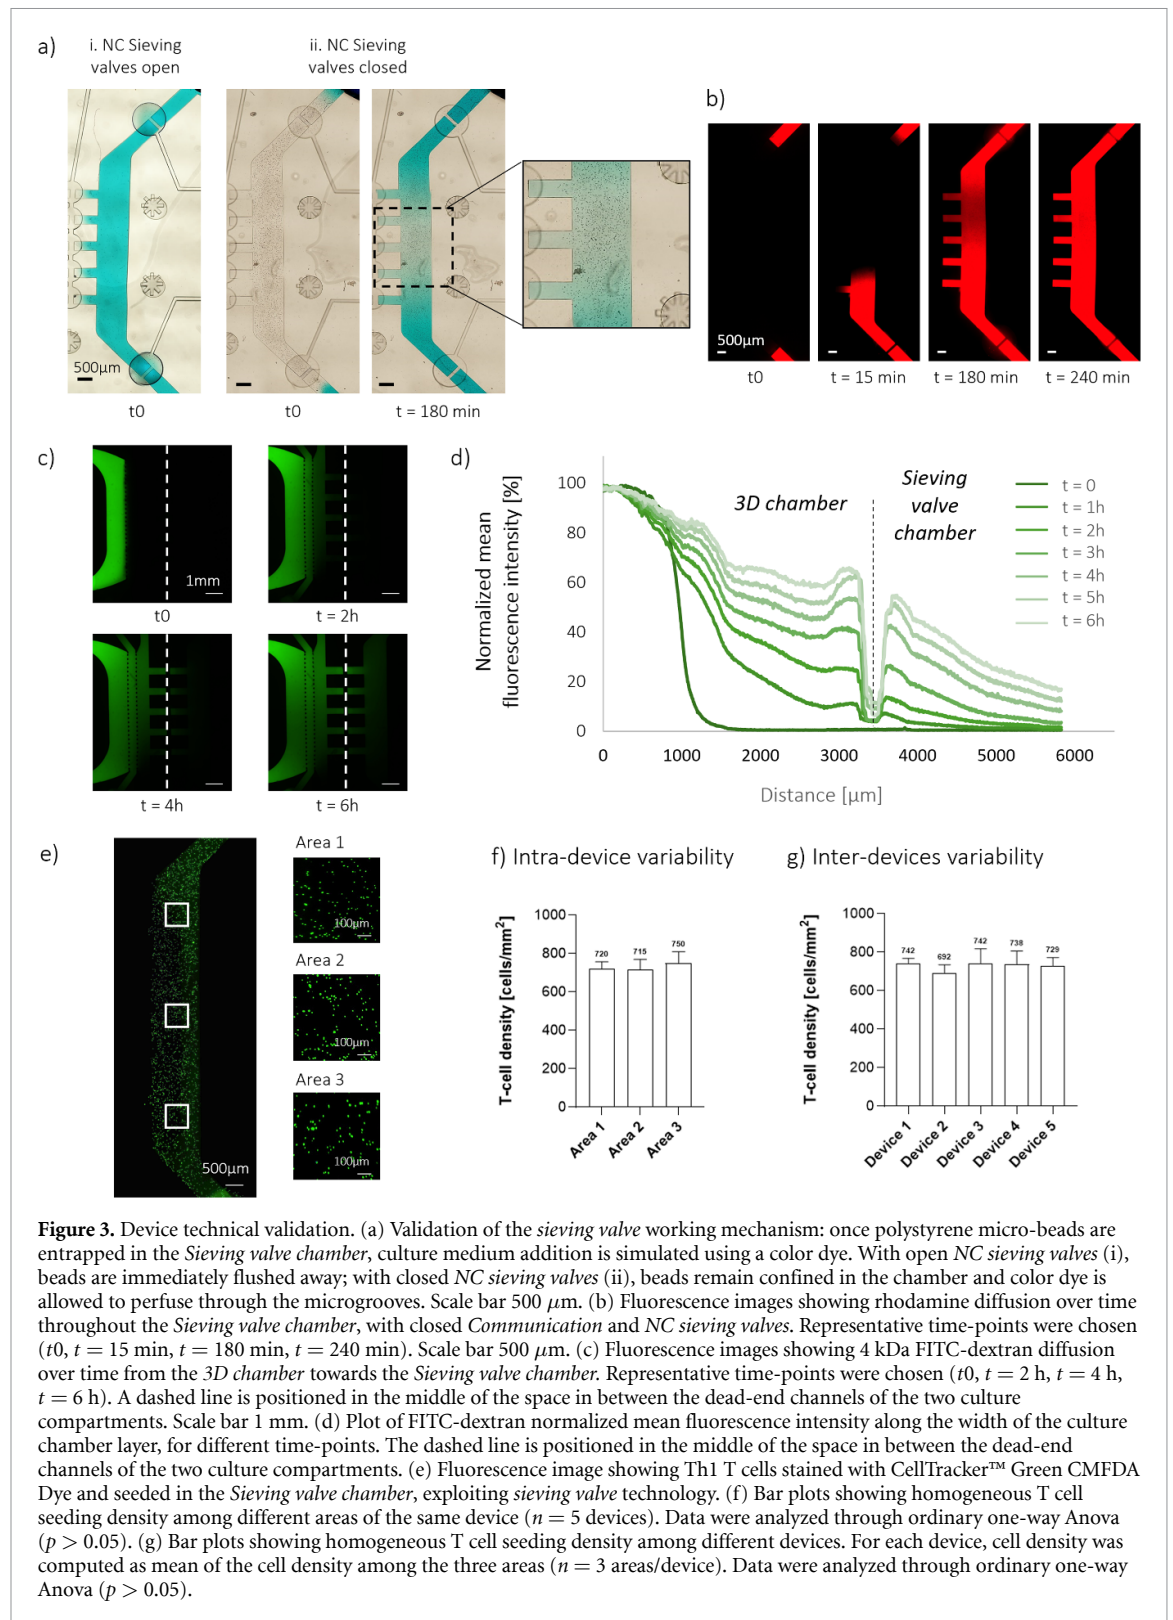 a)
i. NC Sieving
valves open
ii. NC Sieving
valves closed
500µm
t0
t0
t = 180 min
b)
500µm
t0
t = 15 min
t = 180 min
t = 240 min
c)
1mm
t0
t = 2h
t = 4h
t = 6h
d)
Normalized mean
fluorescence intensity [%]
100
80
60
40
20
0
0
1000
2000
3000
4000
5000
6000
Distance [µm]
3D chamber
Sieving
valve
chamber
t = 0
t = 1h
t = 2h
t = 3h
t = 4h
t = 5h
t = 6h
e)
500µm
Area 1
100µm
Area 2
100µm
Area 3
100µm
f) Intra-device variability
T-cell density [cells/mm²]
1000
800
600
400
200
0
720
715
750
Area 1
Area 2
Area 3
g) Inter-devices variability
T-cell density [cells/mm²]
1000
800
600
400
200
0
742
692
742
738
729
Device 1
Device 2
Device 3
Device 4
Device 5
Figure 3. Device technical validation. (a) Validation of the sieving valve working mechanism: once polystyrene micro-beads are
entrapped in the Sieving valve chamber, culture medium addition is simulated using a color dye. With open NC sieving valves (i),
beads are immediately flushed away; with closed NC sieving valves (ii), beads remain confined in the chamber and color dye is
allowed to perfuse through the microgrooves. Scale bar 500 µm. (b) Fluorescence images showing rhodamine diffusion over time
throughout the Sieving valve chamber, with closed Communication and NC sieving valves. Representative time-points were chosen
(t0, t = 15 min, t = 180 min, t = 240 min). Scale bar 500 µm. (c) Fluorescence images showing 4 kDa FITC-dextran diffusion
over time from the 3D chamber towards the Sieving valve chamber. Representative time-points were chosen (t0, t = 2 h, t = 4 h,
t = 6 h). A dashed line is positioned in the middle of the space in between the dead-end channels of the two culture
compartments. Scale bar 1 mm. (d) Plot of FITC-dextran normalized mean fluorescence intensity along the width of the culture
chamber layer, for different time-points. The dashed line is positioned in the middle of the space in between the dead-end
channels of the two culture compartments. (e) Fluorescence image showing Th1 T cells stained with CellTracker™ Green CMFDA
Dye and seeded in the Sieving valve chamber, exploiting sieving valve technology. (f) Bar plots showing homogeneous T cell
seeding density among different areas of the same device (n = 5 devices). Data were analyzed through ordinary one-way Anova
(p > 0.05). (g) Bar plots showing homogeneous T cell seeding density among different devices. For each device, cell density was
computed as mean of the cell density among the three areas (n = 3 areas/device). Data were analyzed through ordinary one-way
Anova (p > 0.05).